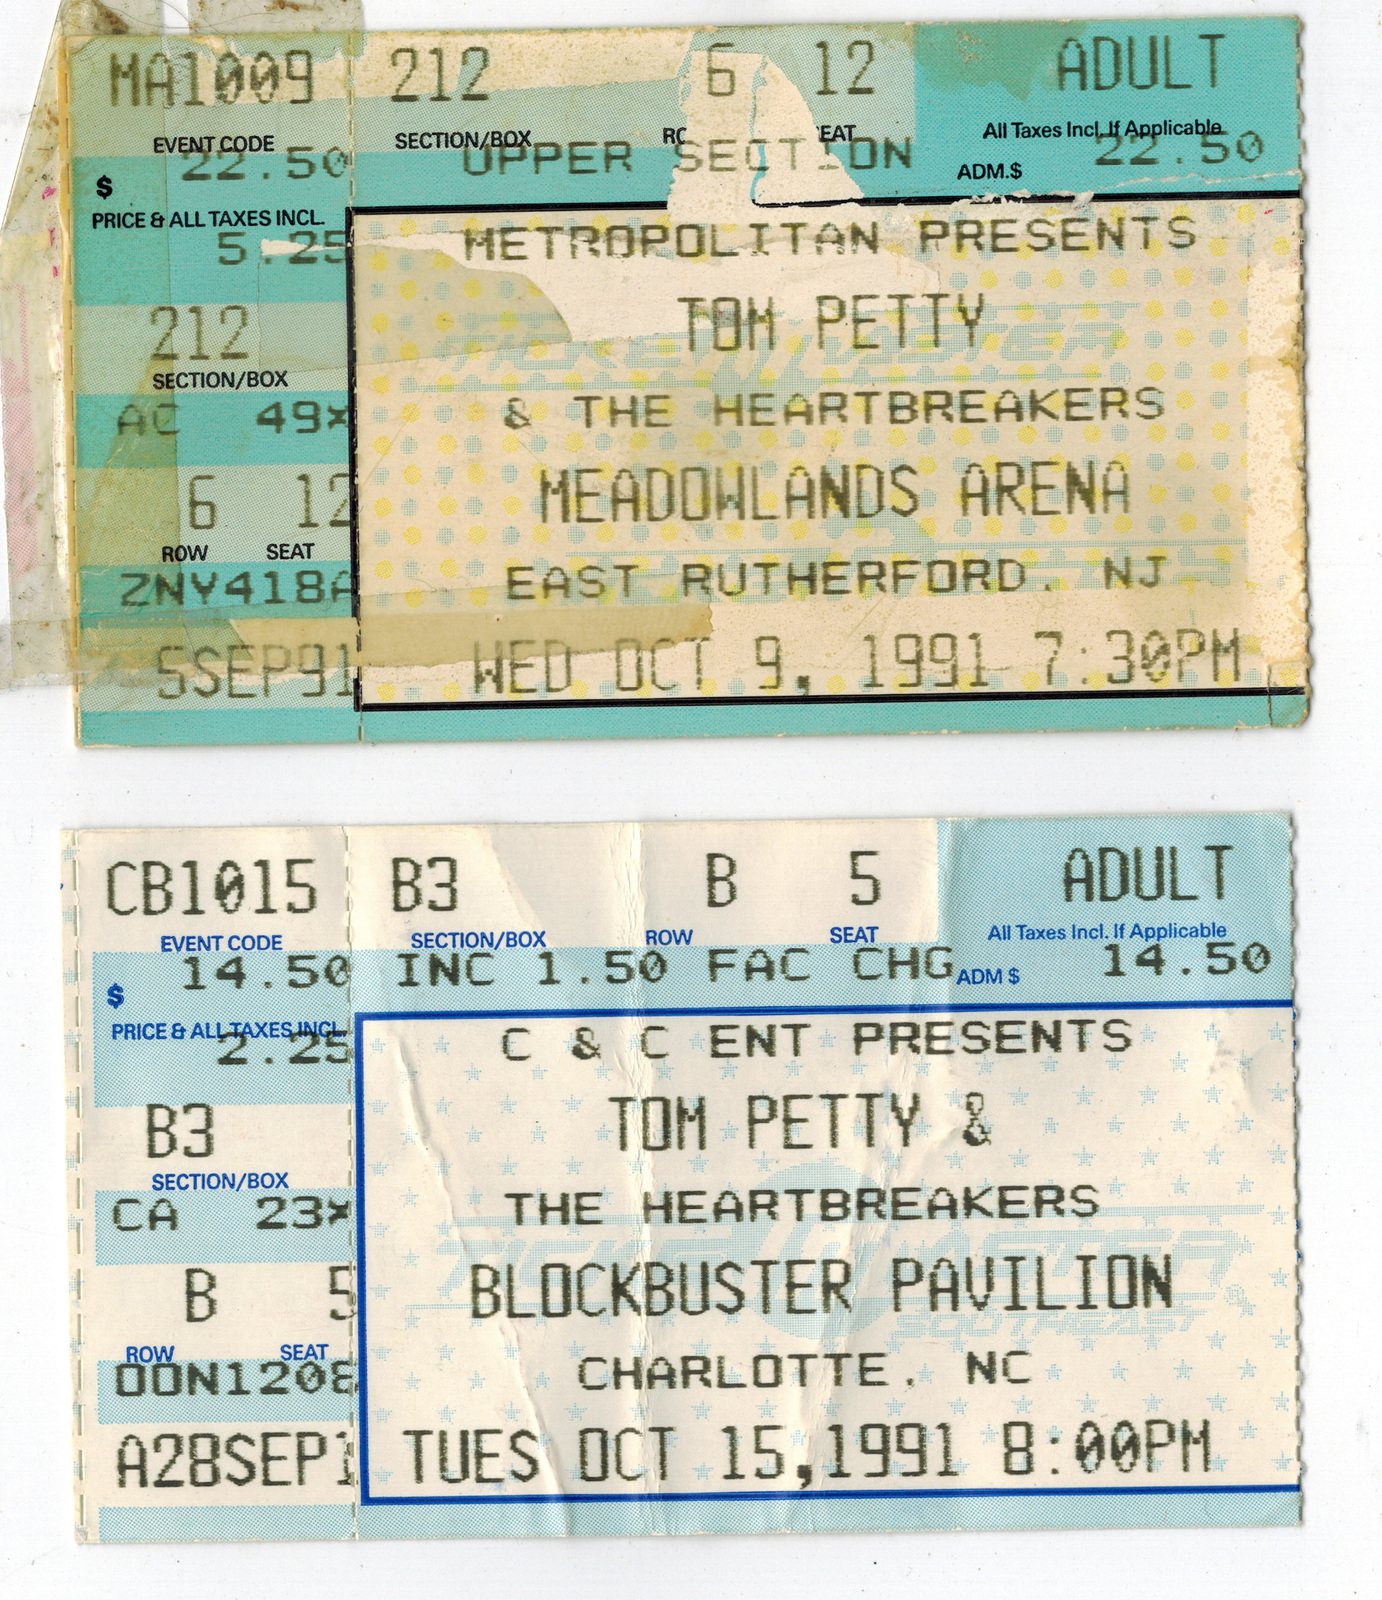 MA1009 212 6 12 ADULT
EVENT CODE SECTION/BOX SEAT All Taxes Incl. If Applicable
$ 22.50 UPPER SECTION ADM.$ 22.50
PRICE & ALL TAXES INCL.
5.25 METROPOLITAN PRESENTS
212 TOM PETTY
SECTION/BOX
AC 49× & THE HEARTBREAKERS
6 12 MEADOWLANDS ARENA
ROW SEAT
ZNY418A EAST RUTHERFORD, NJ
5SEP91 WED OCT 9, 1991 7:30PM
CB1015 B3 B 5 ADULT
EVENT CODE SECTION/BOX ROW SEAT All Taxes Incl. If Applicable
$ 14.50 INC 1.50 FAC CHG ADM $ 14.50
PRICE & ALL TAXES INCL.
2.25 C & C ENT PRESENTS
B3 TOM PETTY &
SECTION/BOX
CA 23× THE HEARTBREAKERS
B 5 BLOCKBUSTER PAVILION
SOUTHEAST
ROW SEAT
OON1208 CHARLOTTE, NC
A28SEP1 TUES OCT 15,1991 8:00PM